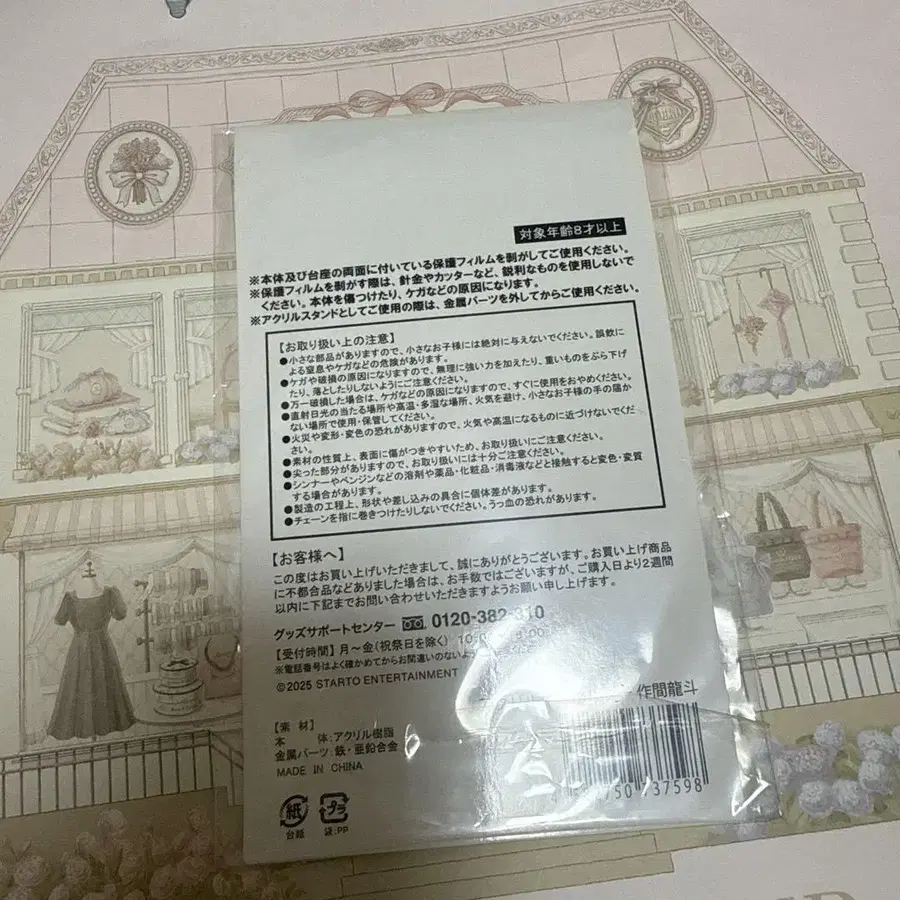 対象年齢8才以上
※本体及び台座の両面に付いている保護フィルムを剥がしてご使用ください。
※保護フィルムを剥がす際は、針金やカッターなど、鋭利なものを使用しないで
ください。本体を傷つけたり、ケガなどの原因になります。
※アクリルスタンドとしてご使用の際は、金属パーツを外してからご使用ください。
【お取り扱い上の注意】
●小さな部品がありますので、小さなお子様には絶対に与えないでください。誤飲に
よる窒息やケガなどの危険があります。
●ケガや破損の原因になりますので、無理に強い力を加えたり、重いものをぶら下げ
たり、落としたりしないようにご注意ください。
●万一破損した場合は、ケガなどの原因になりますので、すぐに使用をおやめください。
●直射日光の当たる場所や高温・多湿な場所、火気を避け、小さなお子様の手の届か
ない場所で使用・保管してください。
●火災や変形・変色の恐れがありますので、火気や高温になるものに近づけないでくだ
さい。
●素材の性質上、表面に傷がつきやすいため、お取り扱いにご注意ください。
●尖った部分がありますので、お取り扱いには十分ご注意ください。
●シンナーやベンジンなどの溶剤や薬品・化粧品・消毒液などと接触すると変色・変質
する場合があります。
●製造の工程上、形状や差し込みの具合に個体差があります。
●チェーンを指に巻きつけたりしないでください。うっ血の恐れがあります。
【お客様へ】
この度はお買い上げいただきまして、誠にありがとうございます。お買い上げ商品
に不都合品などありました場合は、お手数ではございますが、ご購入日より2週間
以内に下記までお問い合わせいただきますようお願い申し上げます。
グッズサポートセンター 0120-382-310
【受付時間】月〜金(祝祭日を除く)
※電話番号はよく確かめてからお間違いのないよう
©2025 STARTO ENTERTAINMENT
作間龍斗
【素 材】
本 体:アクリル樹脂
金属パーツ:鉄・亜鉛合金
MADE IN CHINA
紙
台紙
プラ
袋:PP
750 737598